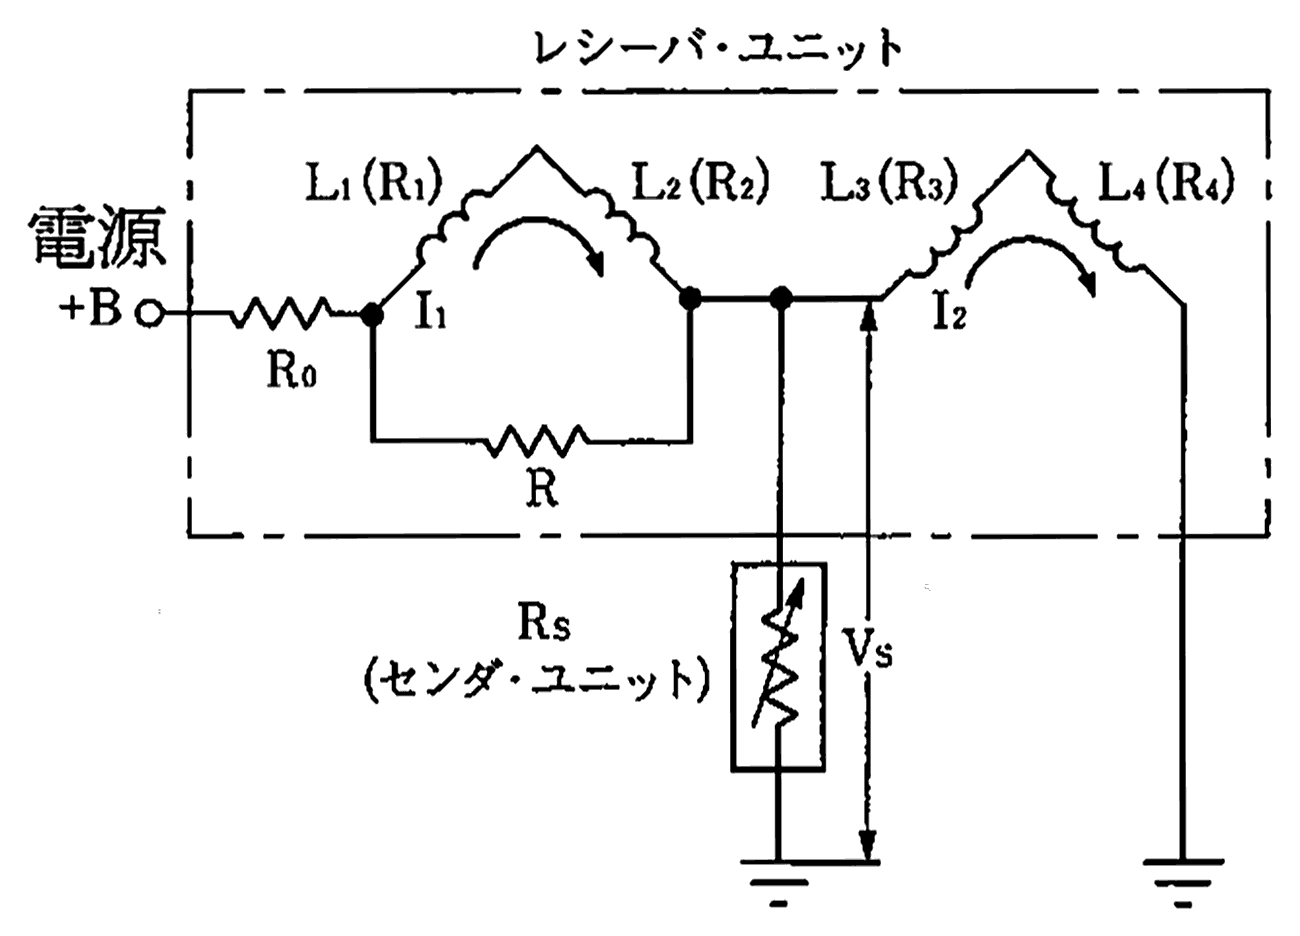 レシーバ・ユニット
L1(R1)
L2(R2)
L3(R3)
L4(R4)
電源
+B
I1
I2
R0
R
RS
(センダ・ユニット)
VS